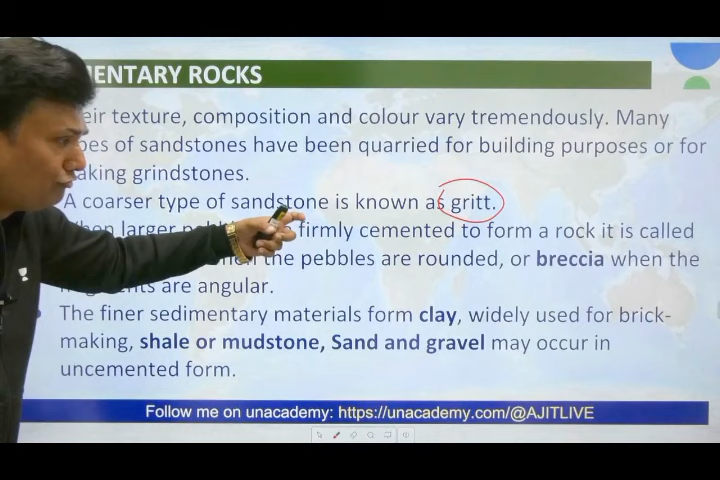 MENTARY ROCKS
eir texture, composition and colour vary tremendously. Many
pes of sandstones have been quarried for building purposes or for
aking grindstones.
A coarser type of sandstone is known as gritt.
When larger firmly cemented to form a rock it is called
the pebbles are rounded, or breccia when the
are angular.
The finer sedimentary materials form clay, widely used for brick-
making, shale or mudstone, Sand and gravel may occur in
uncemented form.
Follow me on unacademy: https://unacademy.com/@AJITLIVE